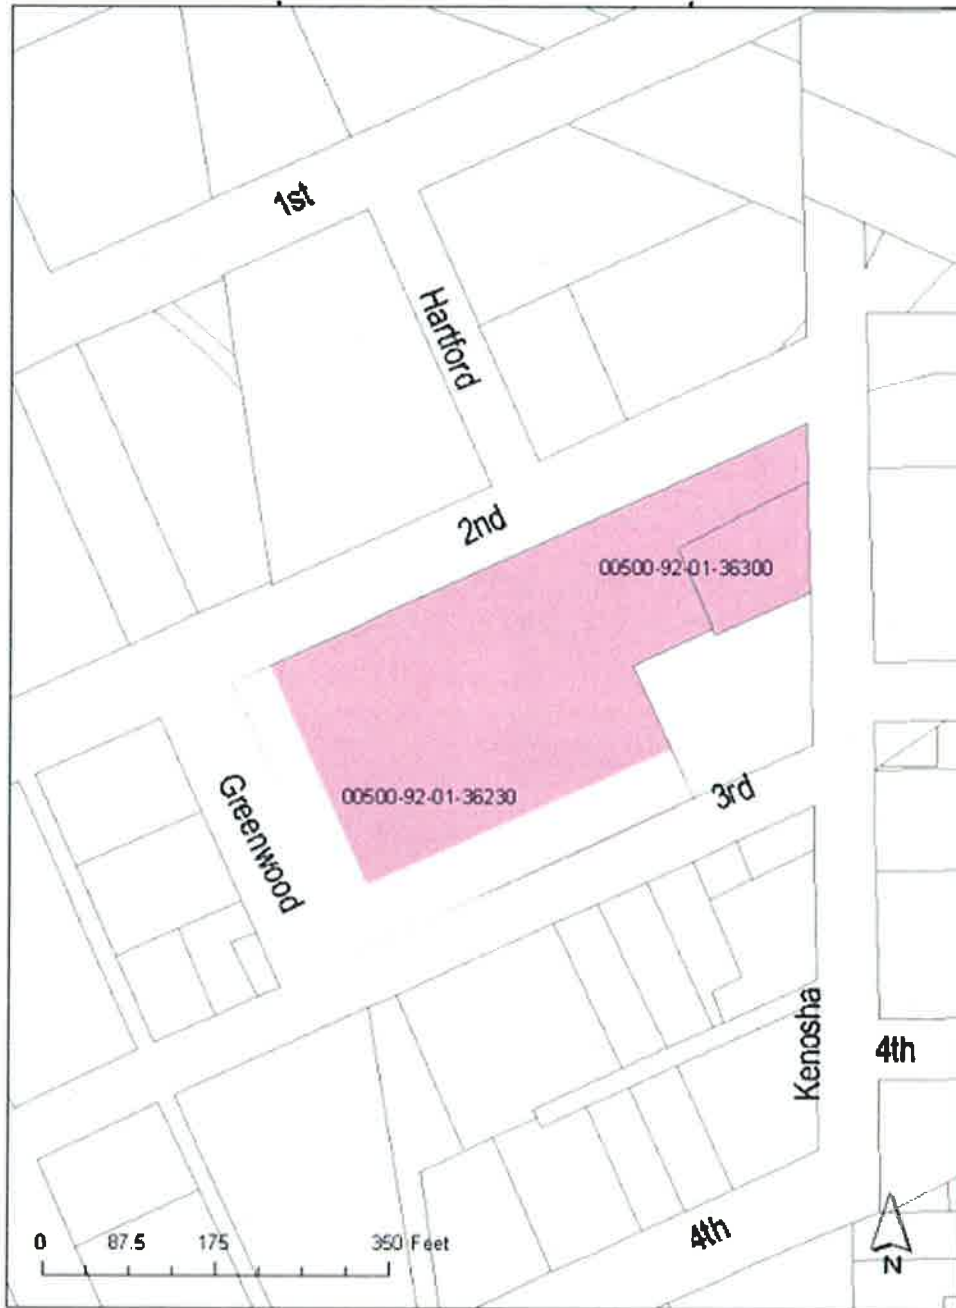 1st
Hartford
2nd
00500-92-01-36300
Greenwood
00500-92-01-36230
3rd
Kenosha
4th
4th
0 87.5 175 350 Feet
N